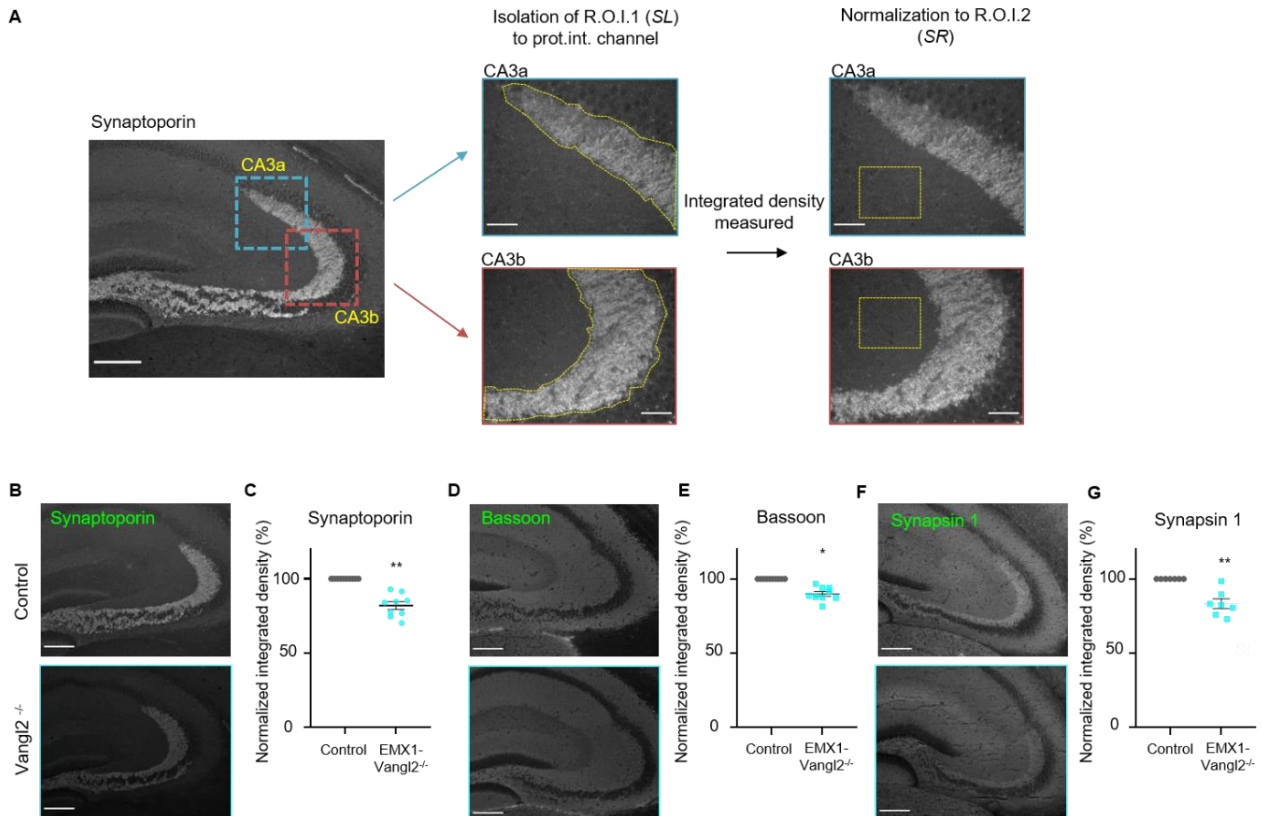 A
Isolation of R.O.I.1 (SL)
to prot.int. channel
Normalization to R.O.I.2
(SR)
Synaptoporin
CA3a
CA3b
CA3a
CA3b
Integrated density
measured
CA3a
CA3b
B
Control
Vangl2 -/-
Synaptoporin
C
Synaptoporin
Normalized integrated density (%)
100
50
0
**
Control
EMX1-
Vangl2-/-
D
Bassoon
E
Bassoon
Normalized integrated density (%)
100
50
0
*
Control
EMX1-
Vangl2-/-
F
Synapsin 1
G
Synapsin 1
Normalized integrated density (%)
100
50
0
**
Control
EMX1-
Vangl2-/-